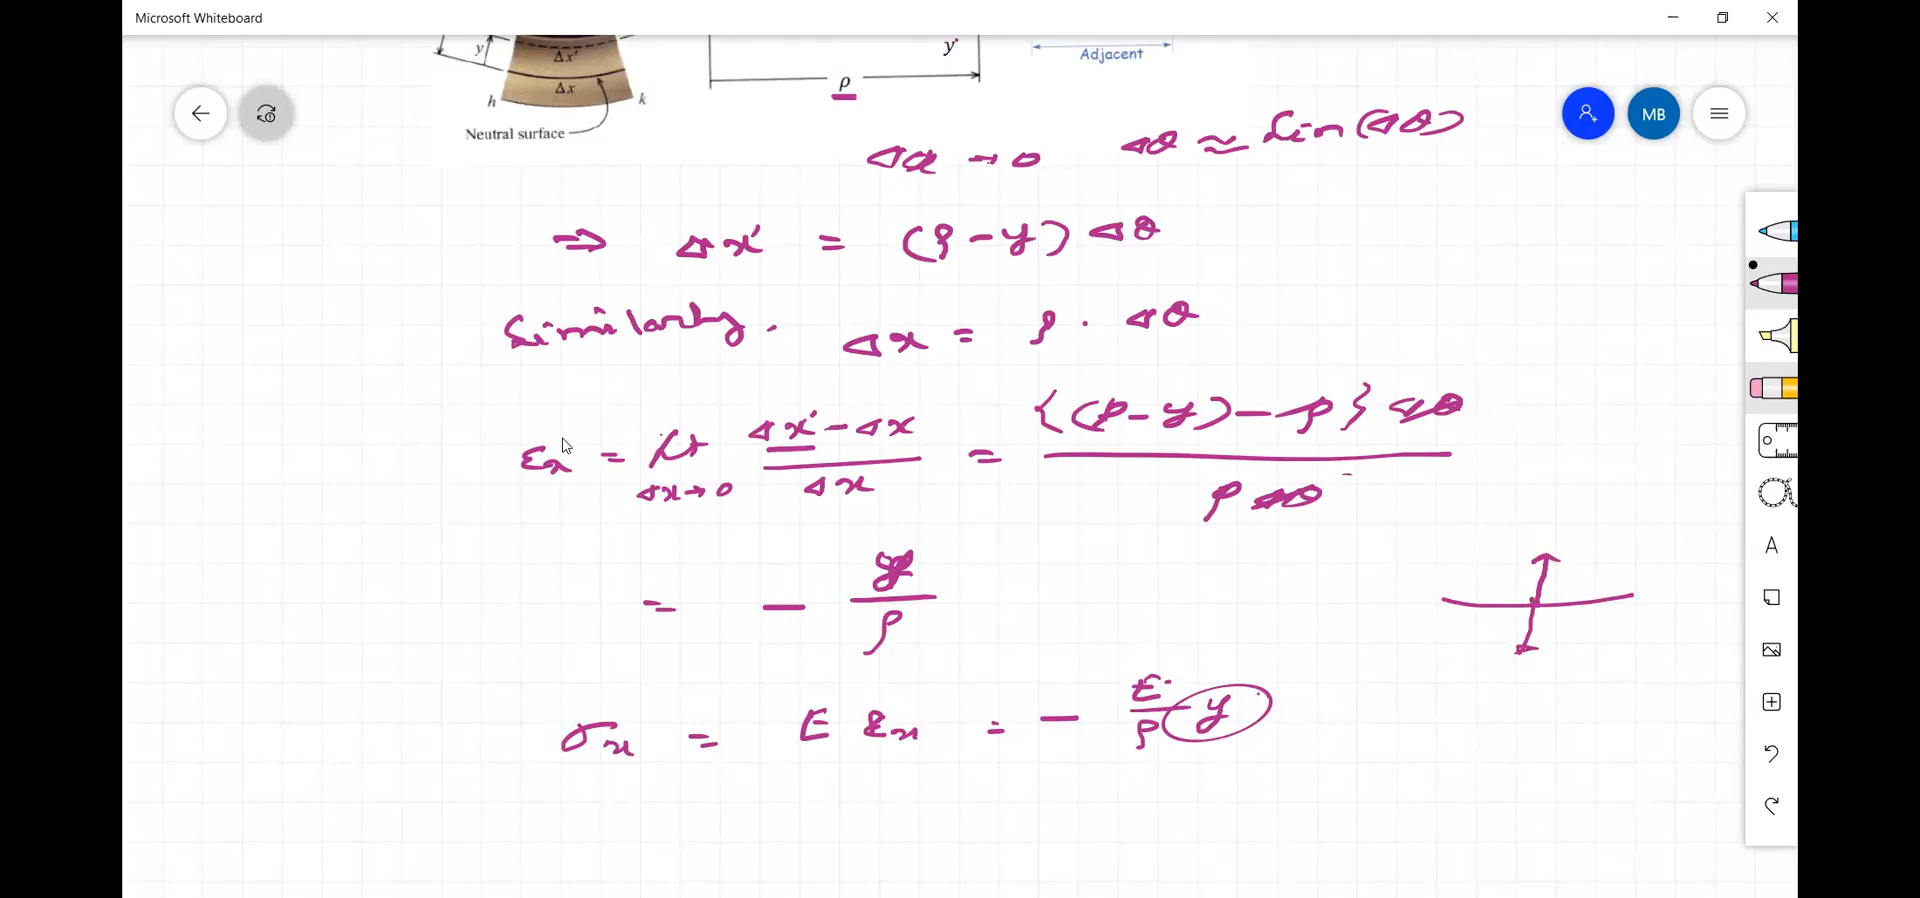 Microsoft Whiteboard
y Δx' y Adjacent
ρ
h Δx k
Neutral surface
MB
Δx → 0 Δθ ≈ Sin(Δθ)
⇒ Δx' = (ρ - y) Δθ
Similarly. Δx = ρ . Δθ
εx = Lt Δx→0 (Δx' - Δx)/Δx = {(ρ - y) - ρ} Δθ / ρ Δθ
= - y/ρ
σx = E εx = - E/ρ y
A